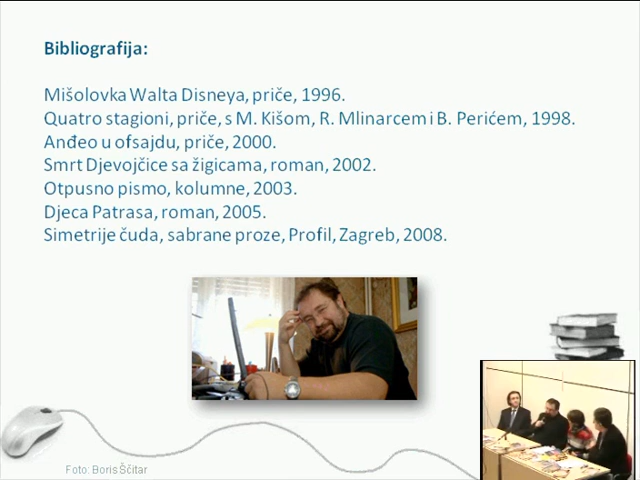 Bibliografija:
Mišolovka Walta Disneya, priče, 1996.
Quatro stagioni, priče, s M. Kišom, R. Mlinarcem i B. Perićem, 1998.
Anđeo u ofsajdu, priče, 2000.
Smrt Djevojčice sa žigicama, roman, 2002.
Otpusno pismo, kolumne, 2003.
Djeca Patrasa, roman, 2005.
Simetrije čuda, sabrane proze, Profil, Zagreb, 2008.
Foto: Boris Ščitar